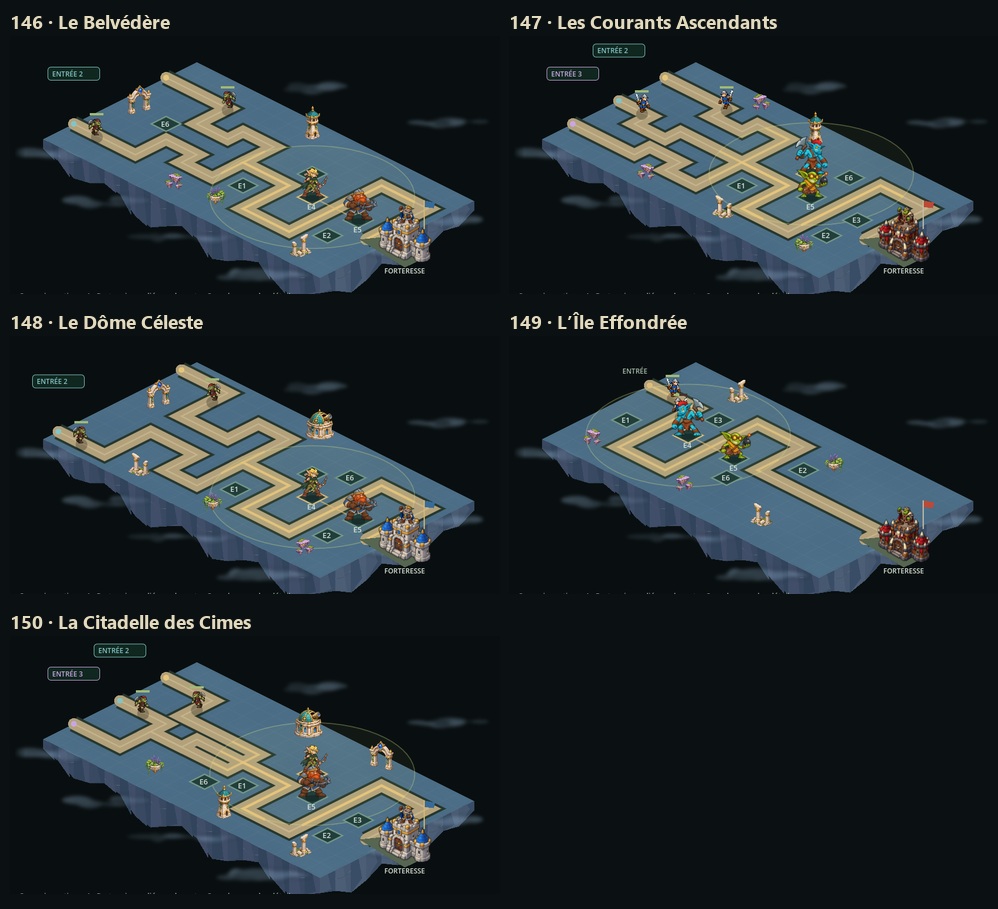 146 · Le Belvédère
ENTRÉE 2
E6
E1
E4
E2
E5
FORTERESSE
147 · Les Courants Ascendants
ENTRÉE 2
ENTRÉE 3
E1
E6
E5
E3
E2
FORTERESSE
148 · Le Dôme Céleste
ENTRÉE 2
E6
E1
E4
E5
E2
FORTERESSE
149 · L’Île Effondrée
ENTRÉE
E1
E3
E4
E5
E2
E6
FORTERESSE
150 · La Citadelle des Cimes
ENTRÉE 2
ENTRÉE 3
E6
E1
E5
E3
E2
FORTERESSE